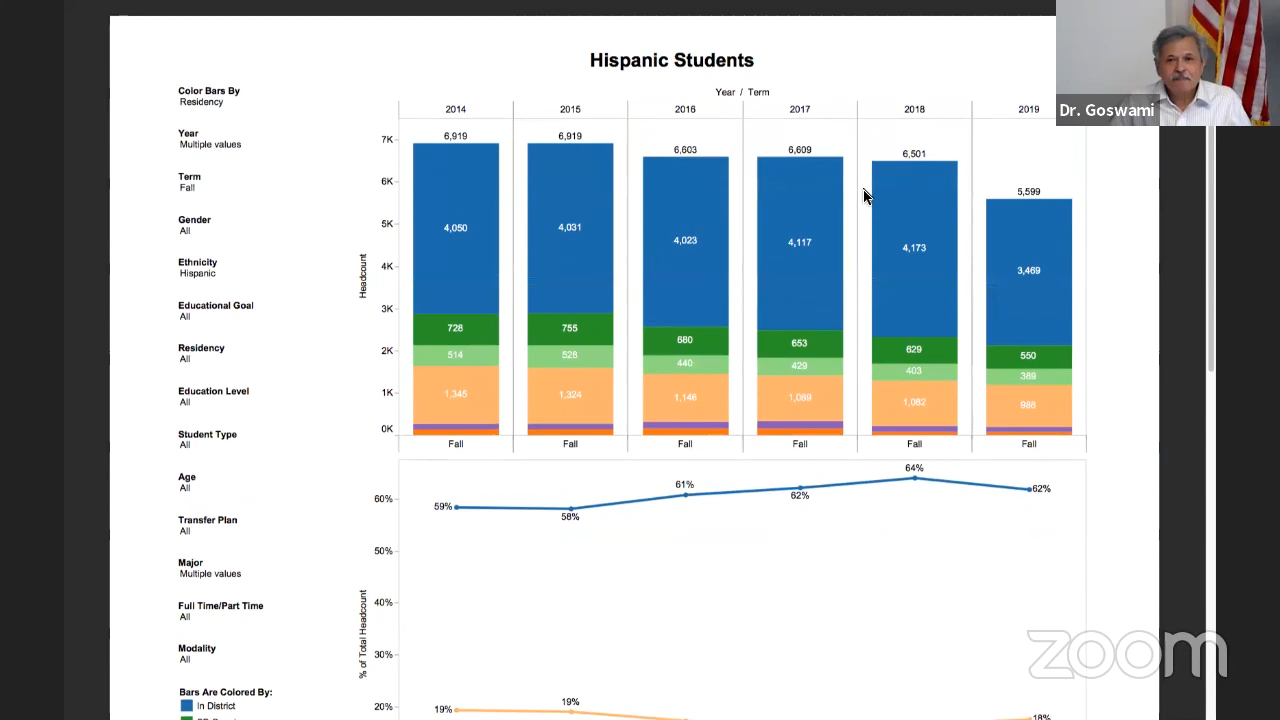 Hispanic Students
Color Bars By
Residency
Year
Multiple values
Term
Fall
Gender
All
Ethnicity
Hispanic
Educational Goal
All
Residency
All
Education Level
All
Student Type
All
Age
All
Transfer Plan
All
Major
Multiple values
Full Time/Part Time
All
Modality
All
Bars Are Colored By:
In District
Year / Term
2014 2015 2016 2017 2018 2019
7K
6K
5K
4K
3K
2K
1K
0K
Headcount
6,919 6,919 6,603 6,609 6,501 5,599
4,050 4,031 4,023 4,117 4,173 3,469
728 755 680 653 629 550
514 528 440 429 403 389
1,345 1,324 1,146 1,089 1,082 988
Fall Fall Fall Fall Fall Fall
60%
50%
40%
30%
20%
% of Total Headcount
59% 58% 61% 62% 64% 62%
19% 19% 18%
Dr. Goswami
zoom